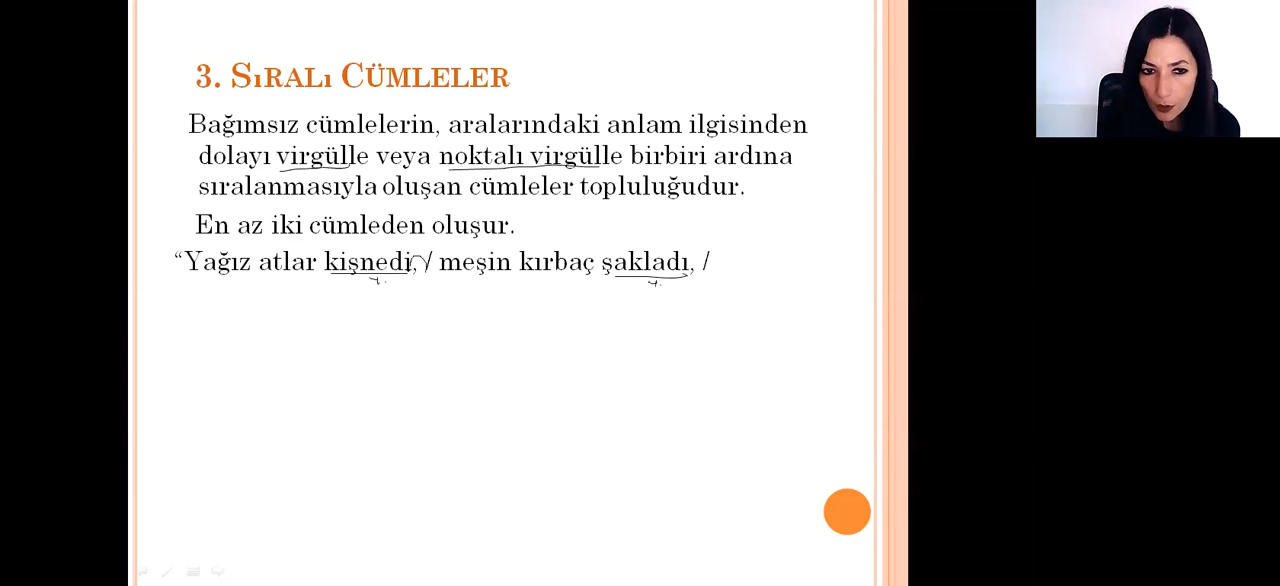 3. Sıralı Cümleler
Bağımsız cümlelerin, aralarındaki anlam ilgisinden
dolayı virgülle veya noktalı virgülle birbiri ardına
sıralanmasıyla oluşan cümleler topluluğudur.
En az iki cümleden oluşur.
“Yağız atlar kişnedi, / meşin kırbaç şakladı, /
y. y.